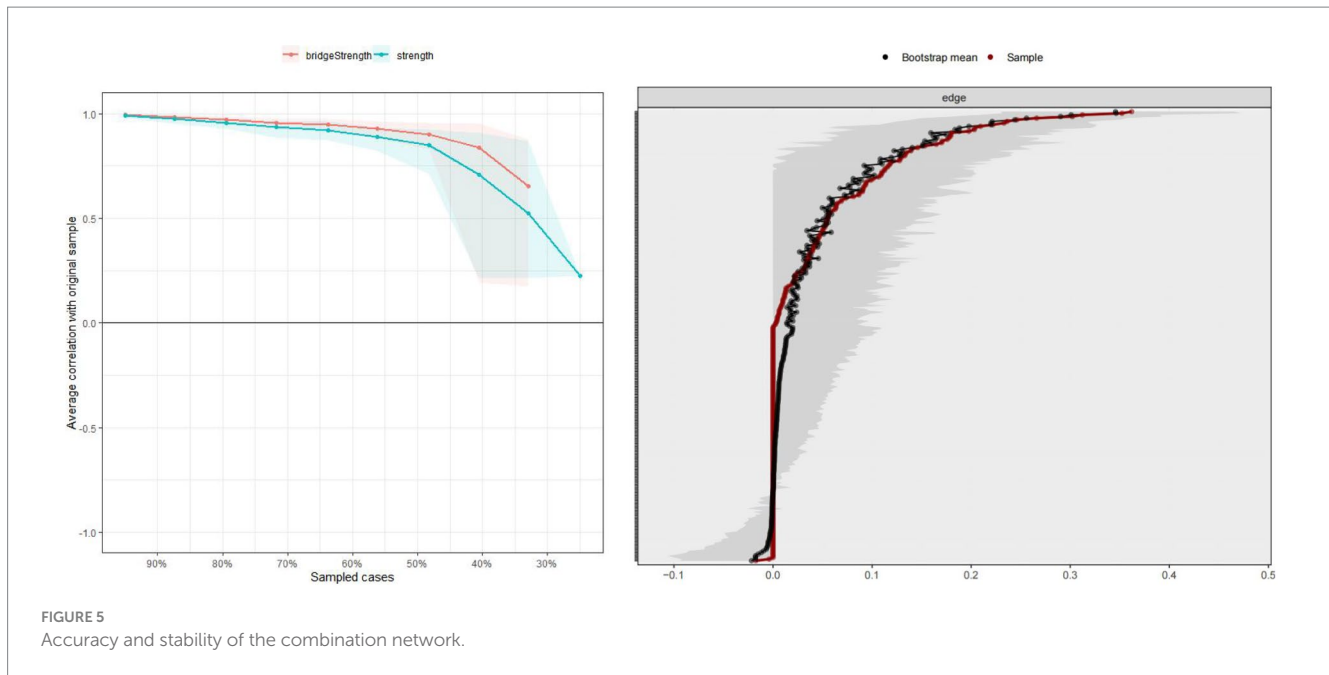 bridgeStrength strength
Average correlation with original sample
1.0
0.5
0.0
-0.5
-1.0
90% 80% 70% 60% 50% 40% 30%
Sampled cases
Bootstrap mean Sample
edge
−0.1 0.0 0.1 0.2 0.3 0.4 0.5
FIGURE 5
Accuracy and stability of the combination network.